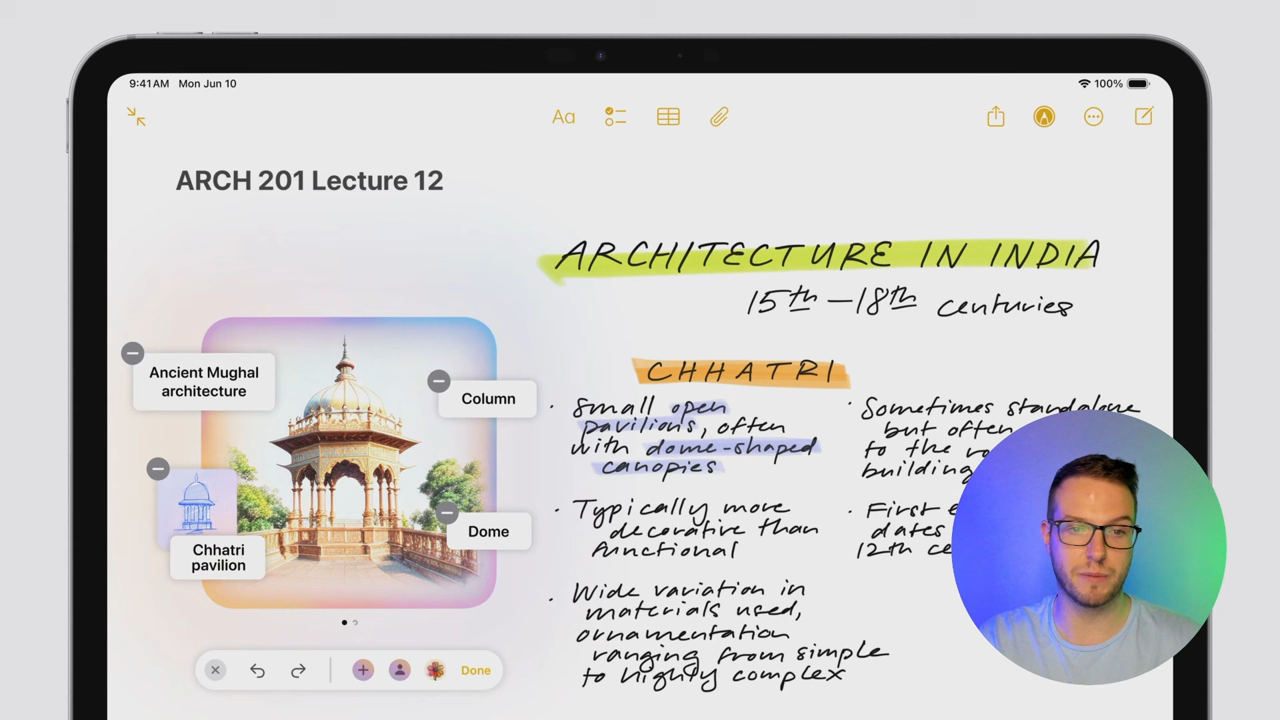 9:41 AM Mon Jun 10
100%
Aa
ARCH 201 Lecture 12
ARCHITECTURE IN INDIA
15th – 18th centuries
Ancient Mughal
architecture
Column
Chhatri
pavilion
Dome
Done
CHHATRI
· Small open
pavilions, often
with dome-shaped
canopies
· Typically more
decorative than
functional
· Wide variation in
materials used,
ornamentation
ranging from simple
to highly complex
· Sometimes standalone
but often
to the
building
· First
dates
12th